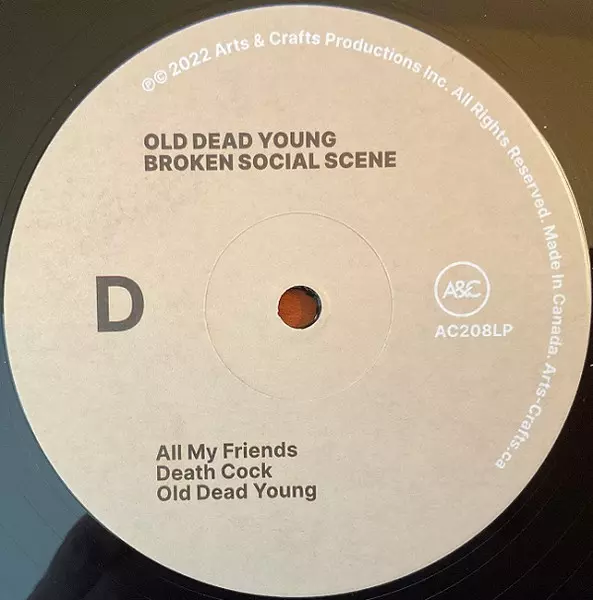 ℗© 2022 Arts & Crafts Productions Inc. All Rights Reserved. Made In Canada. Arts-Crafts.ca
OLD DEAD YOUNG
BROKEN SOCIAL SCENE
D
A&C
AC208LP
All My Friends
Death Cock
Old Dead Young